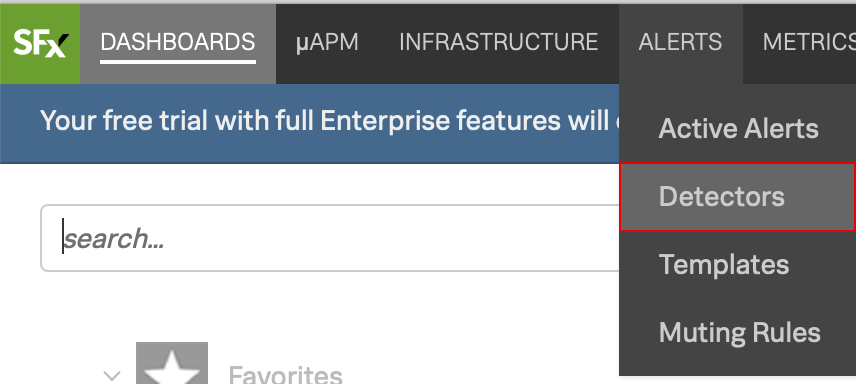 SFx DASHBOARDS µAPM INFRASTRUCTURE ALERTS METRICS
Your free trial with full Enterprise features will
Active Alerts
Detectors
search...
Templates
Muting Rules
Favorites